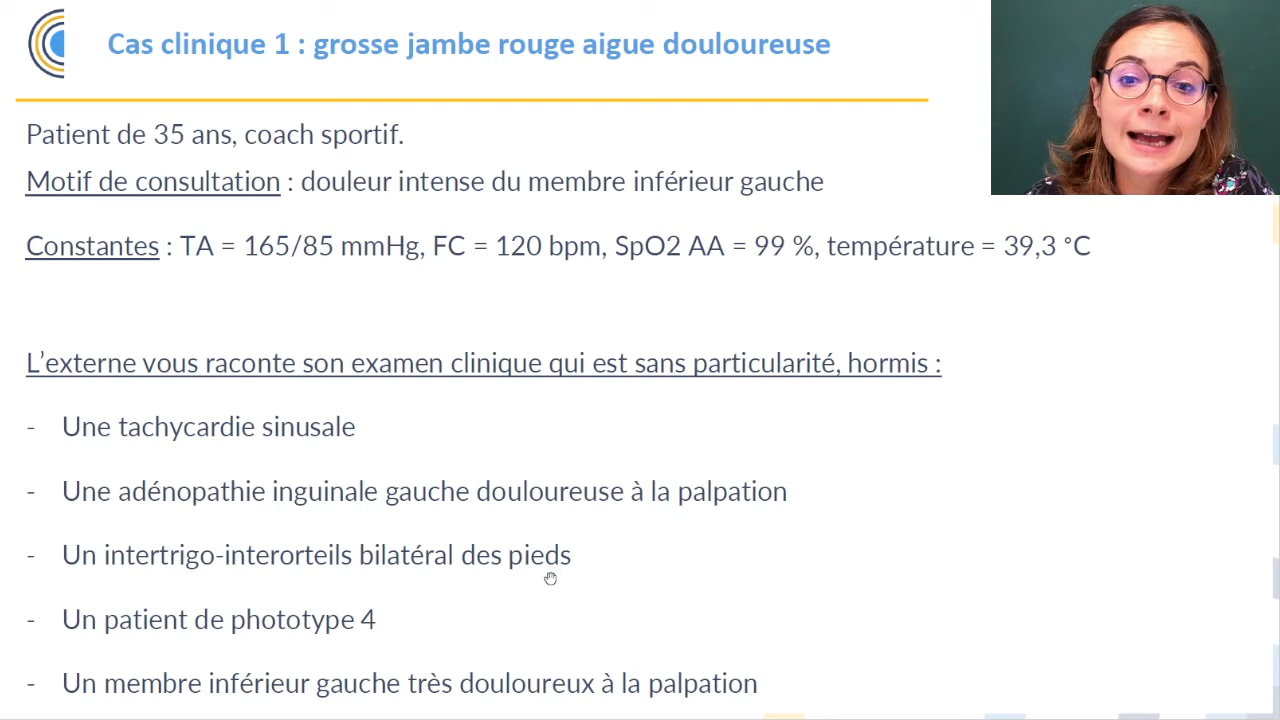 Cas clinique 1 : grosse jambe rouge aigue douloureuse
Patient de 35 ans, coach sportif.
Motif de consultation : douleur intense du membre inférieur gauche
Constantes : TA = 165/85 mmHg, FC = 120 bpm, SpO2 AA = 99 %, température = 39,3 °C
L’externe vous raconte son examen clinique qui est sans particularité, hormis :
- Une tachycardie sinusale
- Une adénopathie inguinale gauche douloureuse à la palpation
- Un intertrigo-interorteils bilatéral des pieds
- Un patient de phototype 4
- Un membre inférieur gauche très douloureux à la palpation